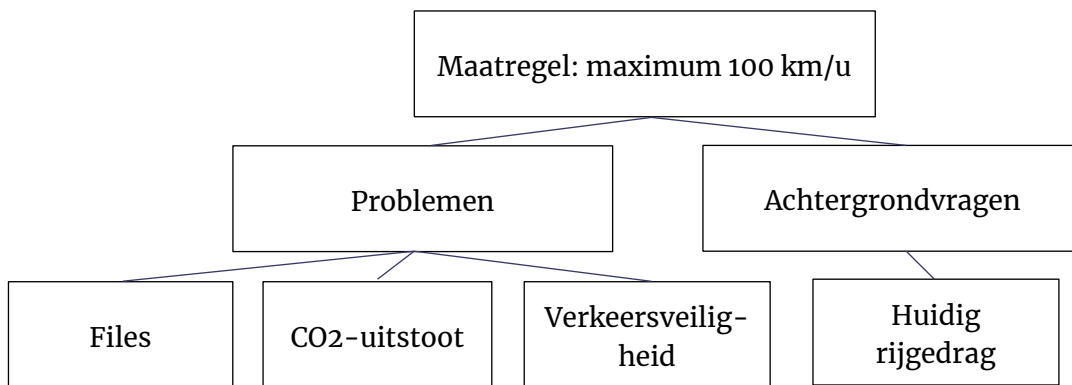 Maatregel: maximum 100 km/u
Problemen
Achtergrondvragen
Files
CO2-uitstoot
Verkeersveilig-
heid
Huidig
rijgedrag